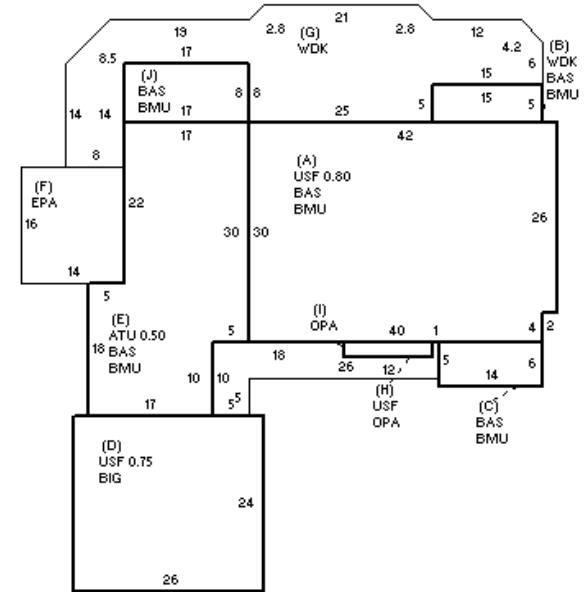 21
19
2.8
(G)
WDK
2.8
12
17
8.5
4.2
(B)
WDK
BAS
BMU
6
(J)
BAS
BMU
15
8
8
15
14
14
17
25
5
5
17
42
8
(A)
USF 0.80
BAS
BMU
(F)
EPA
22
16
26
30
30
14
5
(I)
OPA
(E)
ATU 0.50
BAS
BMU
5
40
1
4
2
18
18
26
12
5
6
10
10
14
(H)
USF
OPA
(C)
BAS
BMU
17
5
5
(D)
USF 0.75
BIG
24
26